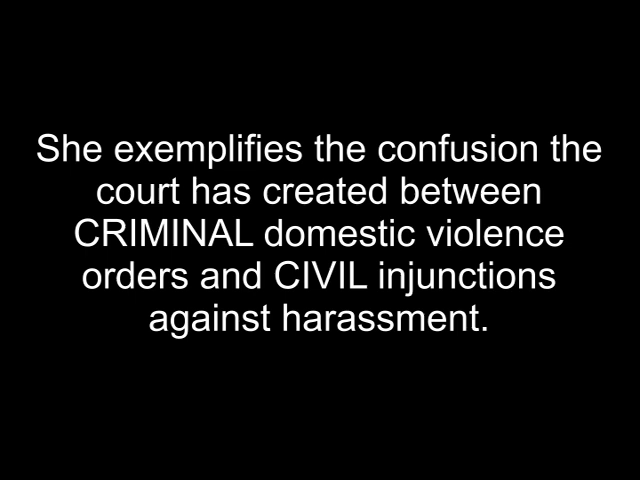 She exemplifies the confusion the
court has created between
CRIMINAL domestic violence
orders and CIVIL injunctions
against harassment.